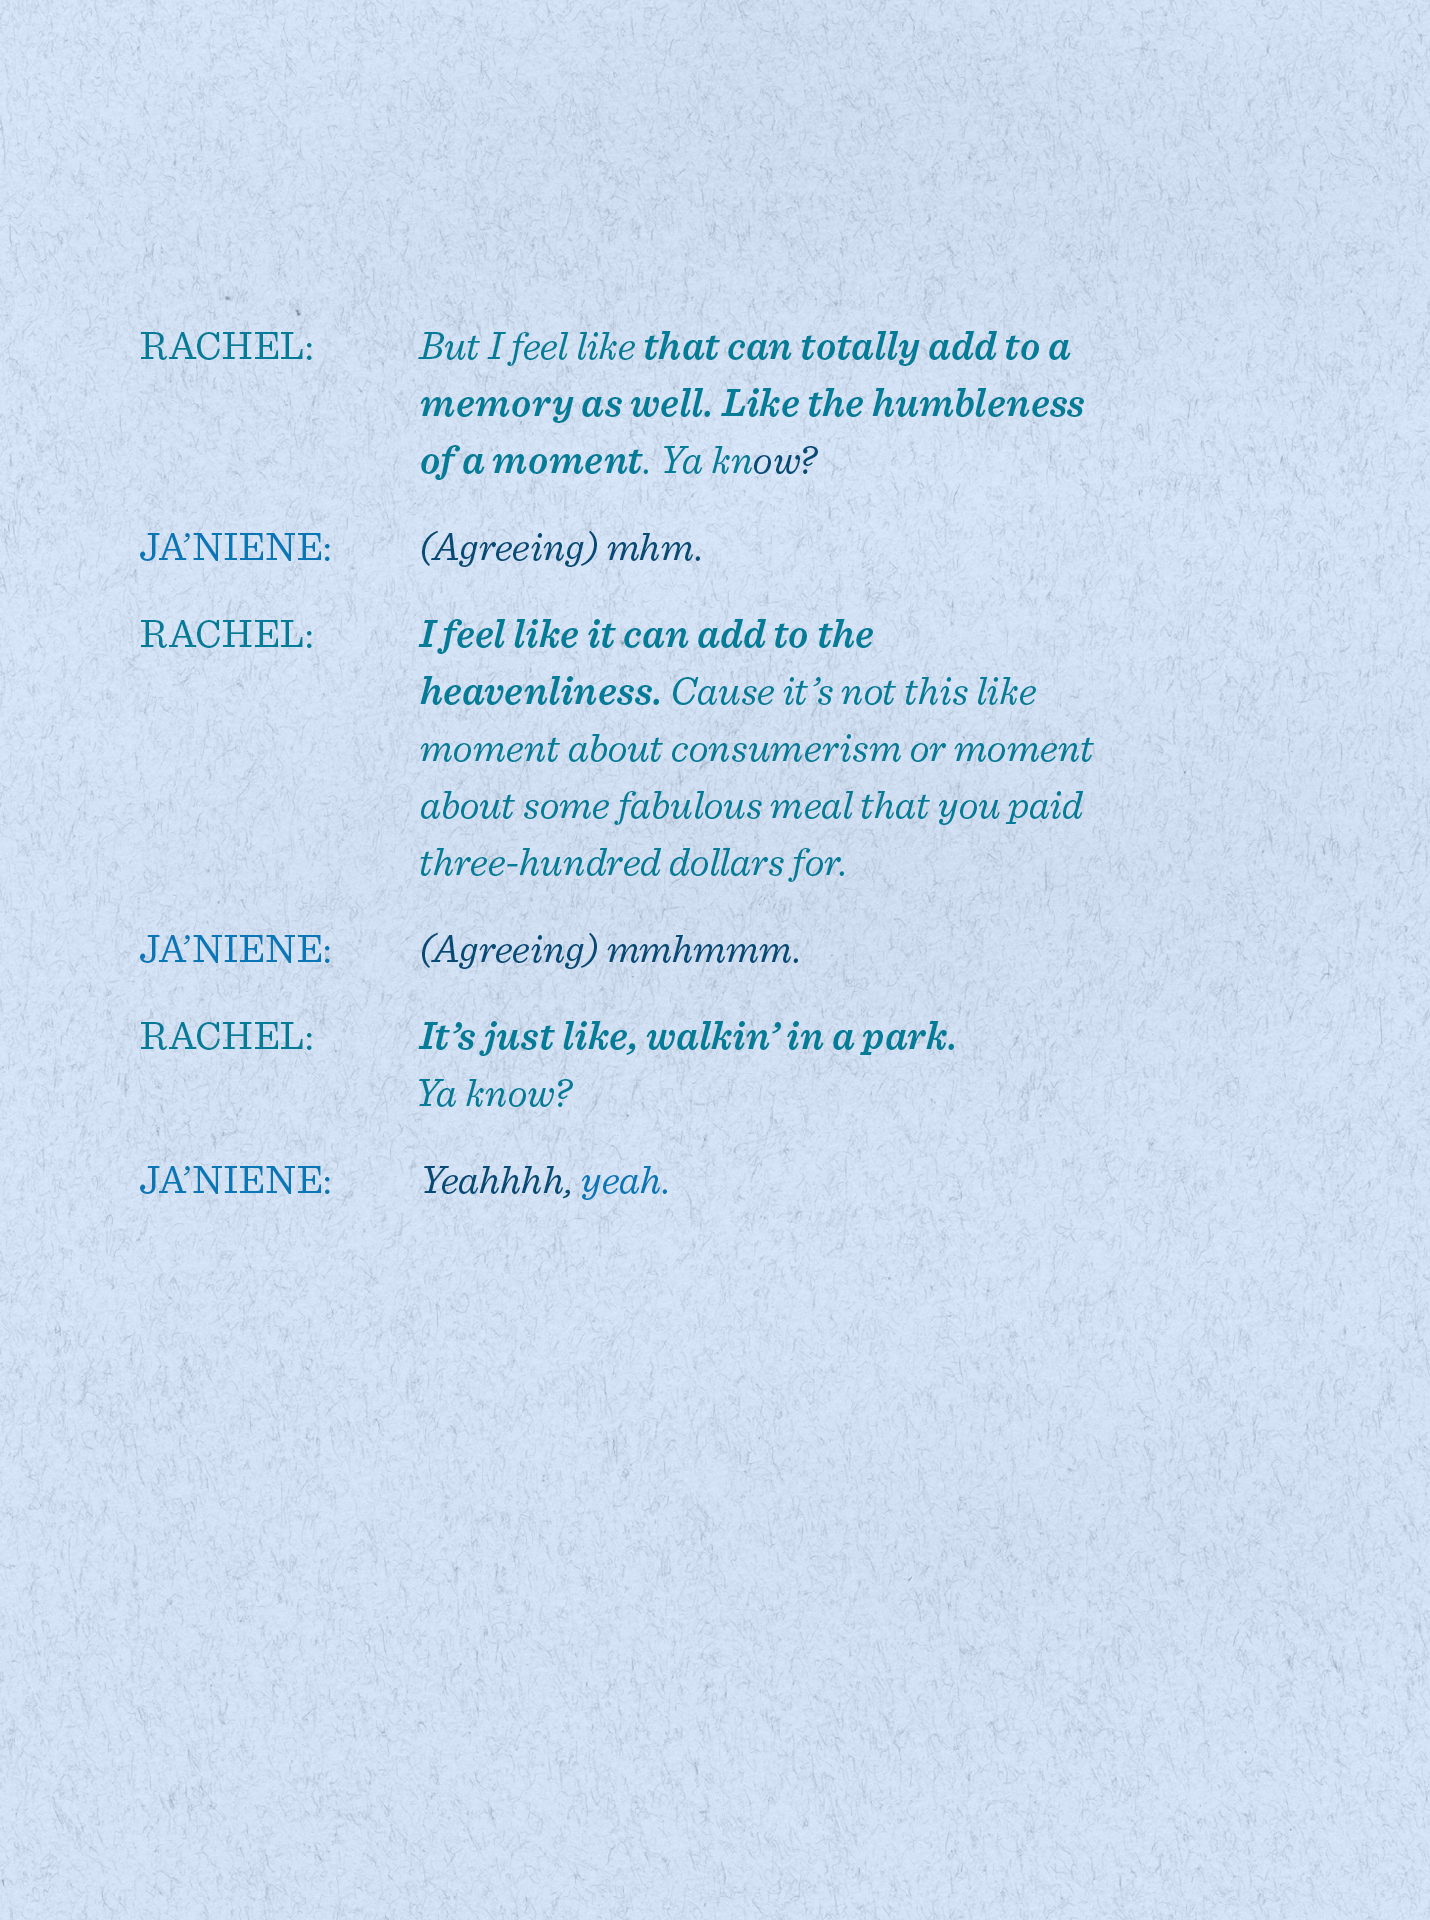 RACHEL: But I feel like that can totally add to a
memory as well. Like the humbleness
of a moment. Ya know?
JA’NIENE: (Agreeing) mhm.
RACHEL: I feel like it can add to the
heavenliness. Cause it’s not this like
moment about consumerism or moment
about some fabulous meal that you paid
three-hundred dollars for.
JA’NIENE: (Agreeing) mmhmmm.
RACHEL: It’s just like, walkin’ in a park.
Ya know?
JA’NIENE: Yeahhhh, yeah.